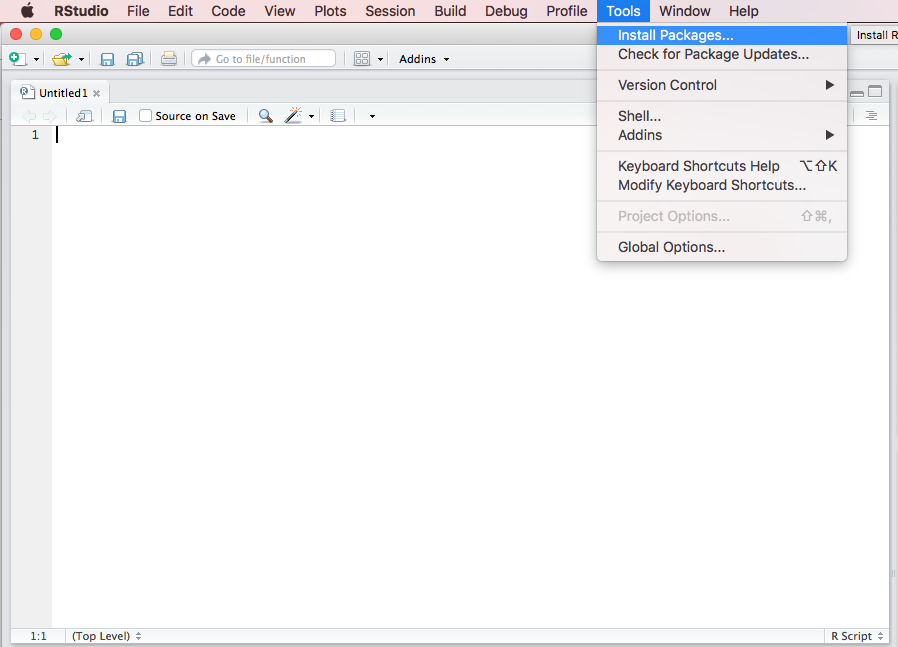 RStudio File Edit Code View Plots Session Build Debug Profile Tools Window Help
Install Packages...
Install R
Check for Package Updates...
Version Control
Shell...
Addins
Keyboard Shortcuts Help ⌥⇧K
Modify Keyboard Shortcuts...
Project Options... ⇧⌘,
Global Options...
Go to file/function
Addins
Untitled1
Source on Save
1
1:1 (Top Level) R Script